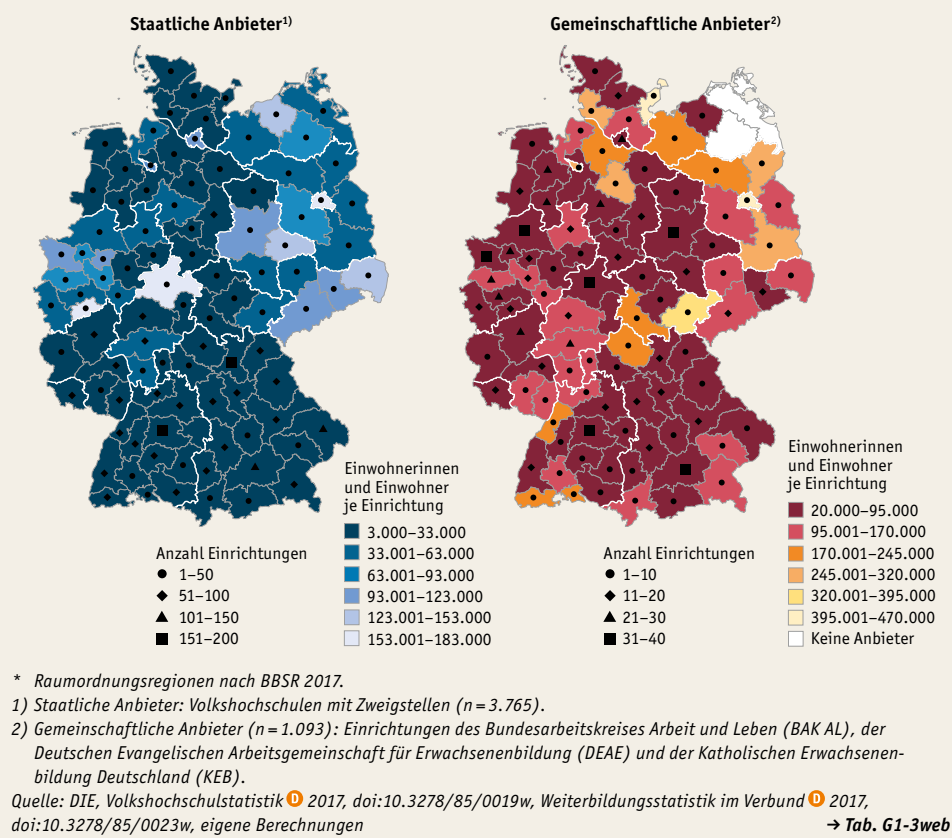 Staatliche Anbieter1)
Gemeinschaftliche Anbieter2)
Einwohnerinnen
und Einwohner
je Einrichtung
3.000–33.000
33.001–63.000
63.001–93.000
93.001–123.000
123.001–153.000
153.001–183.000
Anzahl Einrichtungen
1–50
51–100
101–150
151–200
Einwohnerinnen
und Einwohner
je Einrichtung
20.000–95.000
95.001–170.000
170.001–245.000
245.001–320.000
320.001–395.000
395.001–470.000
Keine Anbieter
Anzahl Einrichtungen
1–10
11–20
21–30
31–40
* Raumordnungsregionen nach BBSR 2017.
1) Staatliche Anbieter: Volkshochschulen mit Zweigstellen (n = 3.765).
2) Gemeinschaftliche Anbieter (n = 1.093): Einrichtungen des Bundesarbeitskreises Arbeit und Leben (BAK AL), der
Deutschen Evangelischen Arbeitsgemeinschaft für Erwachsenenbildung (DEAE) und der Katholischen Erwachsenen-
bildung Deutschland (KEB).
Quelle: DIE, Volkshochschulstatistik D 2017, doi:10.3278/85/0019w, Weiterbildungsstatistik im Verbund D 2017,
doi:10.3278/85/0023w, eigene Berechnungen
→ Tab. G1-3web